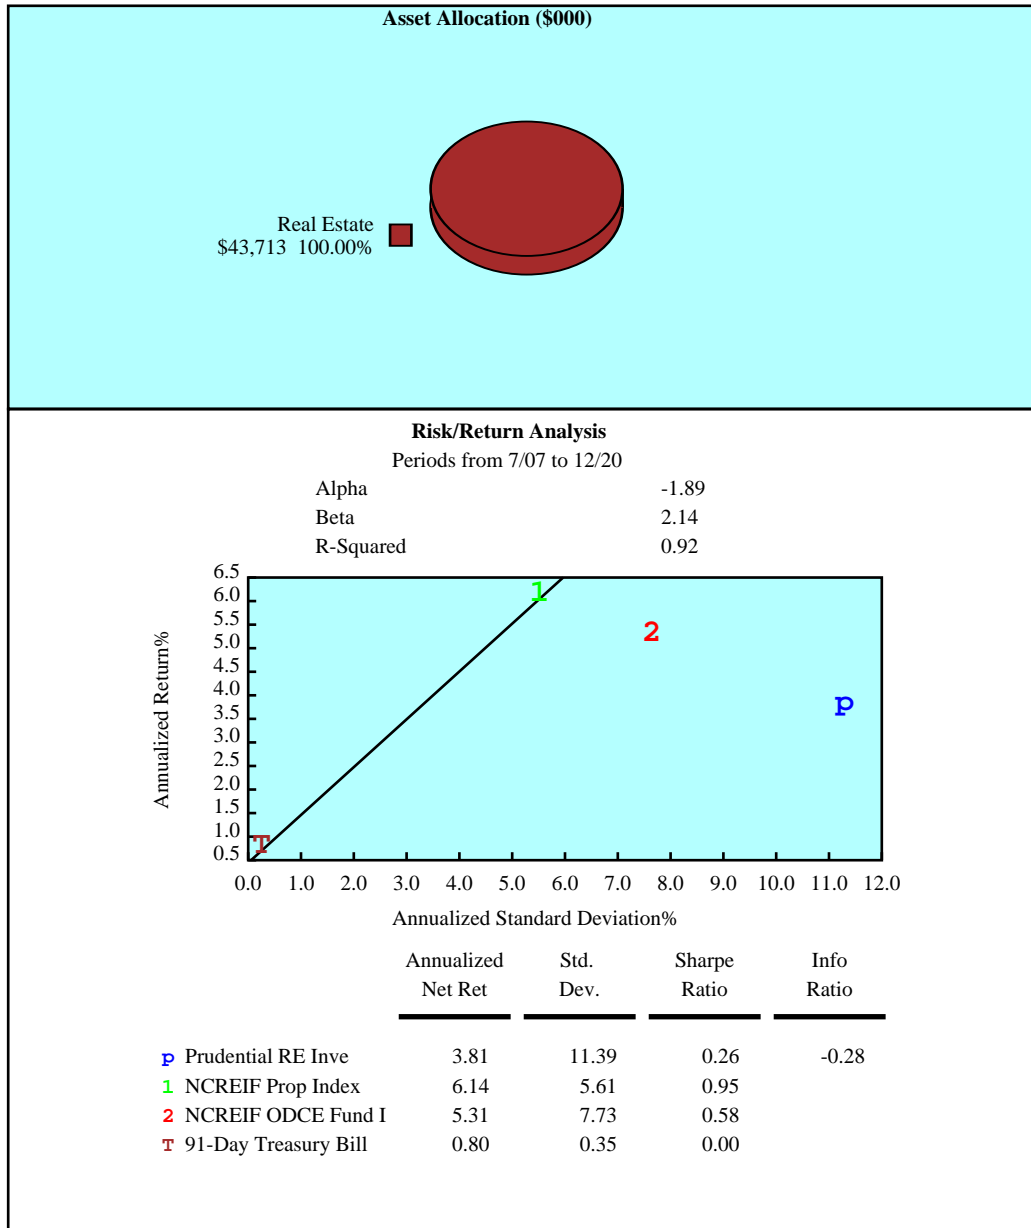 Asset Allocation ($000)
Real Estate
$43,713 100.00%
Risk/Return Analysis
Periods from 7/07 to 12/20
Alpha -1.89
Beta 2.14
R-Squared 0.92
6.5
6.0
5.5
5.0
4.5
4.0
3.5
3.0
2.5
2.0
1.5
1.0
0.5
Annualized Return%
1
2
p
T
0.0 1.0 2.0 3.0 4.0 5.0 6.0 7.0 8.0 9.0 10.0 11.0 12.0
Annualized Standard Deviation%
Annualized Std. Sharpe Info
Net Ret Dev. Ratio Ratio
p Prudential RE Inve 3.81 11.39 0.26 -0.28
1 NCREIF Prop Index 6.14 5.61 0.95
2 NCREIF ODCE Fund I 5.31 7.73 0.58
T 91-Day Treasury Bill 0.80 0.35 0.00